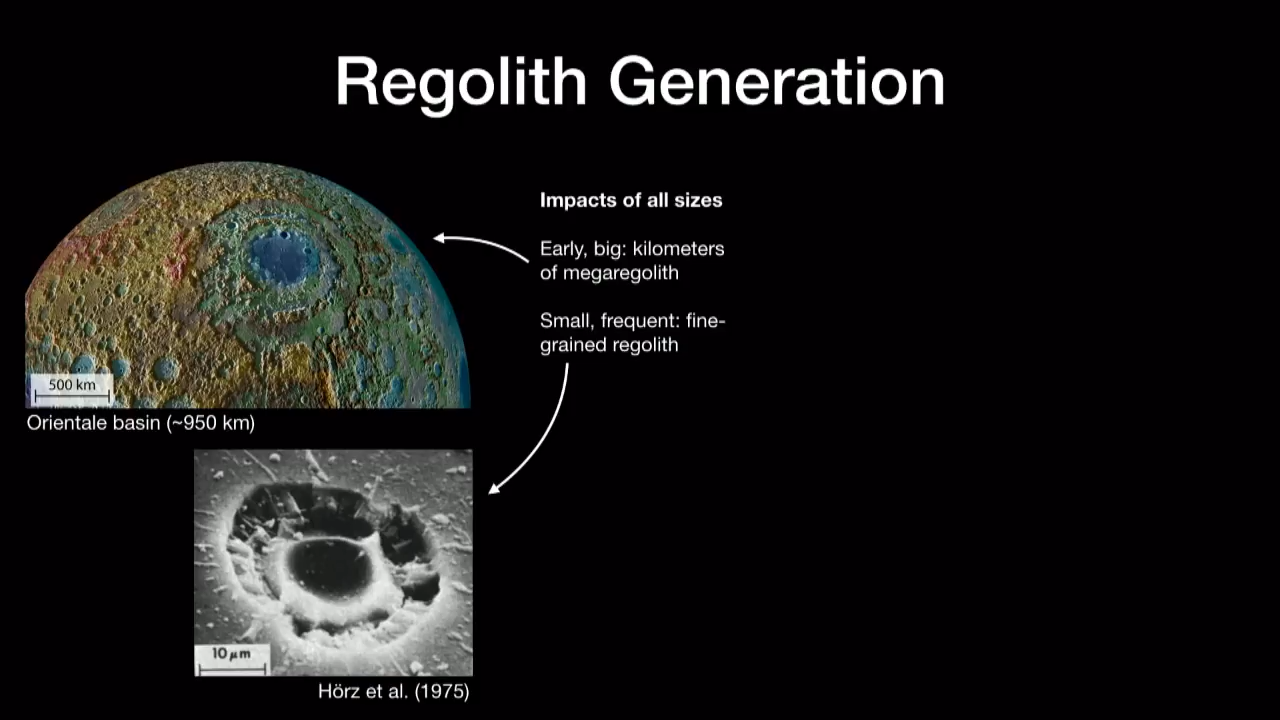 Regolith Generation
Impacts of all sizes
Early, big: kilometers
of megaregolith
Small, frequent: fine-
grained regolith
500 km
Orientale basin (~950 km)
10 μm
Hörz et al. (1975)